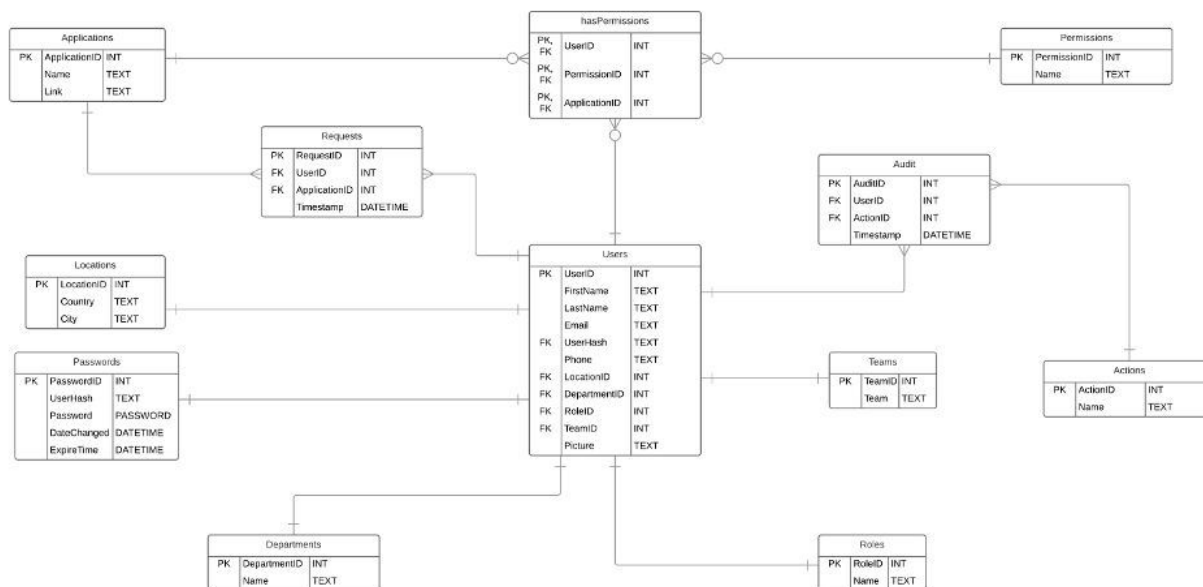 hasPermissions
PK, FK UserID INT
PK, FK PermissionID INT
PK, FK ApplicationID INT
Applications
PK ApplicationID INT
Name TEXT
Link TEXT
Permissions
PK PermissionID INT
Name TEXT
Requests
PK RequestID INT
FK UserID INT
FK ApplicationID INT
Timestamp DATETIME
Audit
PK AuditID INT
FK UserID INT
FK ActionID INT
Timestamp DATETIME
Locations
PK LocationID INT
Country TEXT
City TEXT
Users
PK UserID INT
FirstName TEXT
LastName TEXT
Email TEXT
FK UserHash TEXT
Phone TEXT
FK LocationID INT
FK DepartmentID INT
FK RoleID INT
FK TeamID INT
Picture TEXT
Passwords
PK PasswordID INT
UserHash TEXT
Password PASSWORD
DateChanged DATETIME
ExpireTime DATETIME
Teams
PK TeamID INT
Team TEXT
Actions
PK ActionID INT
Name TEXT
Departments
PK DepartmentID INT
Name TEXT
Roles
PK RoleID INT
Name TEXT